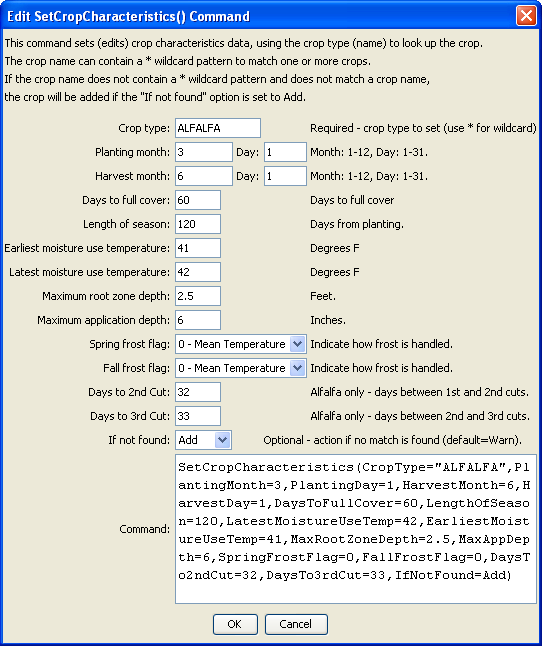 Edit SetCropCharacteristics() Command
This command sets (edits) crop characteristics data, using the crop type (name) to look up the crop.
The crop name can contain a * wildcard pattern to match one or more crops.
If the crop name does not contain a * wildcard pattern and does not match a crop name,
the crop will be added if the "If not found" option is set to Add.
Crop type: ALFALFA Required - crop type to set (use * for wildcard)
Planting month: 3 Day: 1 Month: 1-12, Day: 1-31.
Harvest month: 6 Day: 1 Month: 1-12, Day: 1-31.
Days to full cover: 60 Days to full cover
Length of season: 120 Days from planting.
Earliest moisture use temperature: 41 Degrees F
Latest moisture use temperature: 42 Degrees F
Maximum root zone depth: 2.5 Feet.
Maximum application depth: 6 Inches.
Spring frost flag: 0 - Mean Temperature Indicate how frost is handled.
Fall frost flag: 0 - Mean Temperature Indicate how frost is handled.
Days to 2nd Cut: 32 Alfalfa only - days between 1st and 2nd cuts.
Days to 3rd Cut: 33 Alfalfa only - days between 2nd and 3rd cuts.
If not found: Add Optional - action if no match is found (default=Warn).
Command:
SetCropCharacteristics(CropType="ALFALFA",Pl
antingMonth=3,PlantingDay=1,HarvestMonth=6,H
arvestDay=1,DaysToFullCover=60,LengthOfSeaso
n=120,LatestMoistureUseTemp=42,EarliestMoist
ureUseTemp=41,MaxRootZoneDepth=2.5,MaxAppDep
th=6,SpringFrostFlag=0,FallFrostFlag=0,DaysT
o2ndCut=32,DaysTo3rdCut=33,IfNotFound=Add)
OK Cancel